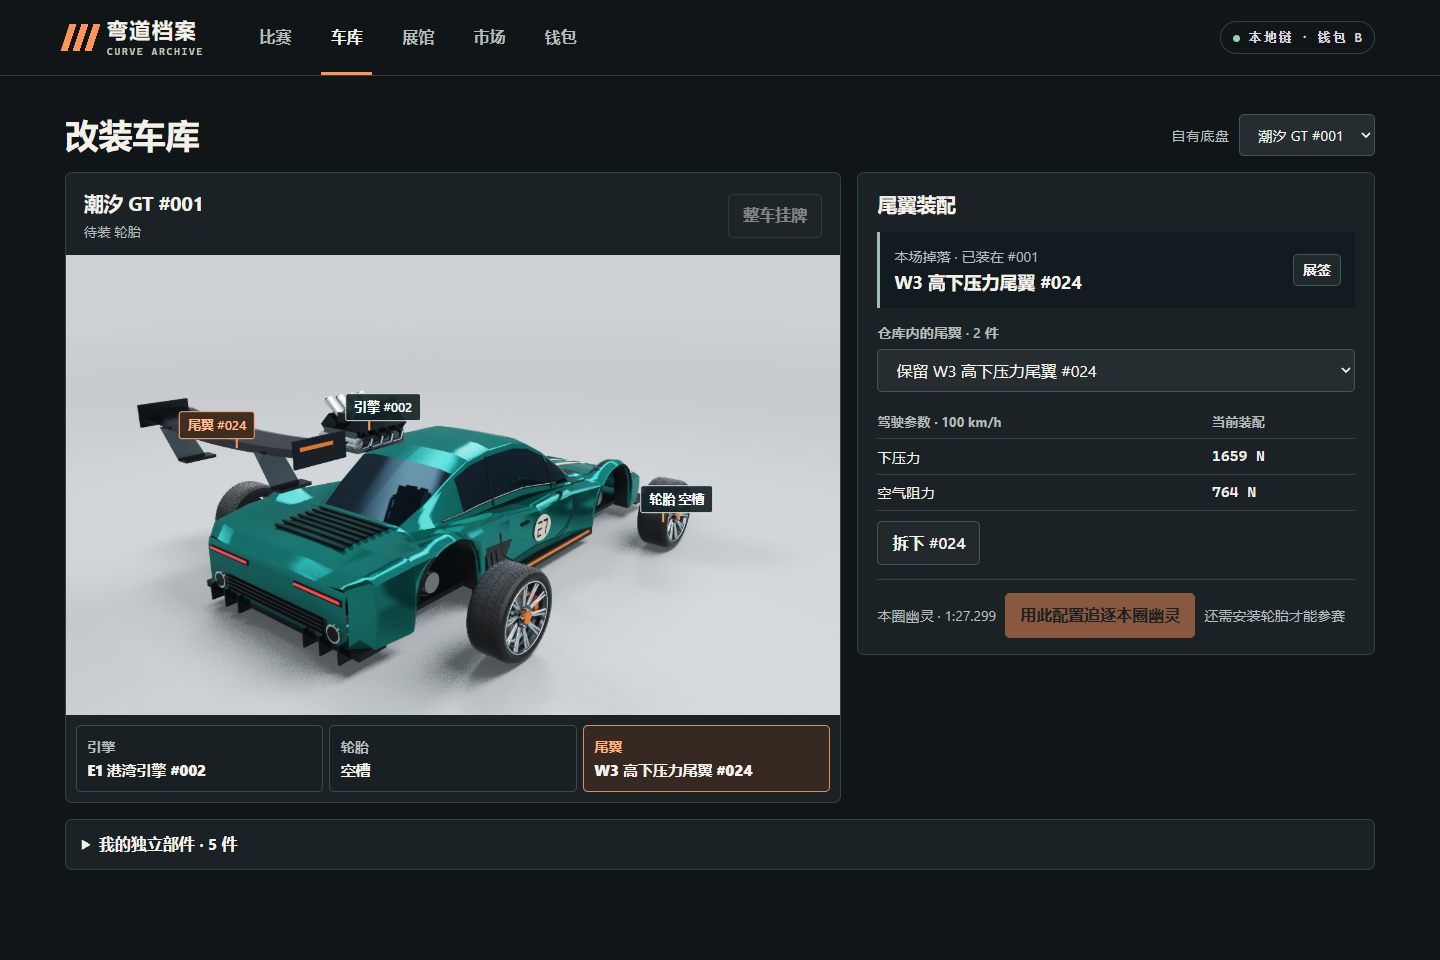 弯道档案
CURVE ARCHIVE
比赛
车库
展馆
市场
钱包
本地链 · 钱包 B
改装车库
自有底盘
潮汐 GT #001
潮汐 GT #001
待装 轮胎
整车挂牌
引擎 #002
尾翼 #024
轮胎 空槽
引擎
E1 港湾引擎 #002
轮胎
空槽
尾翼
W3 高下压力尾翼 #024
尾翼装配
本场掉落 · 已装在 #001
W3 高下压力尾翼 #024
展签
仓库内的尾翼 · 2 件
保留 W3 高下压力尾翼 #024
驾驶参数 · 100 km/h
当前装配
下压力
1659 N
空气阻力
764 N
拆下 #024
本圈幽灵 · 1:27.299
用此配置追逐本圈幽灵
还需安装轮胎才能参赛
我的独立部件 · 5 件